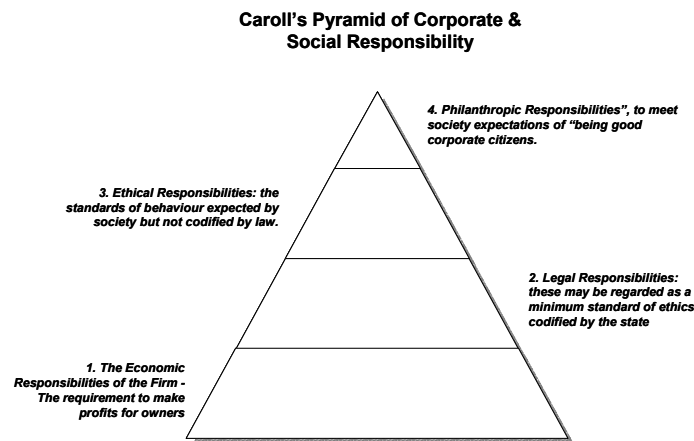 Caroll's Pyramid of Corporate &
Social Responsibility
4. Philanthropic Responsibilities”, to meet
society expectations of “being good
corporate citizens.
3. Ethical Responsibilities: the
standards of behaviour expected by
society but not codified by law.
2. Legal Responsibilities:
these may be regarded as a
minimum standard of ethics
codified by the state
1. The Economic
Responsibilities of the Firm -
The requirement to make
profits for owners